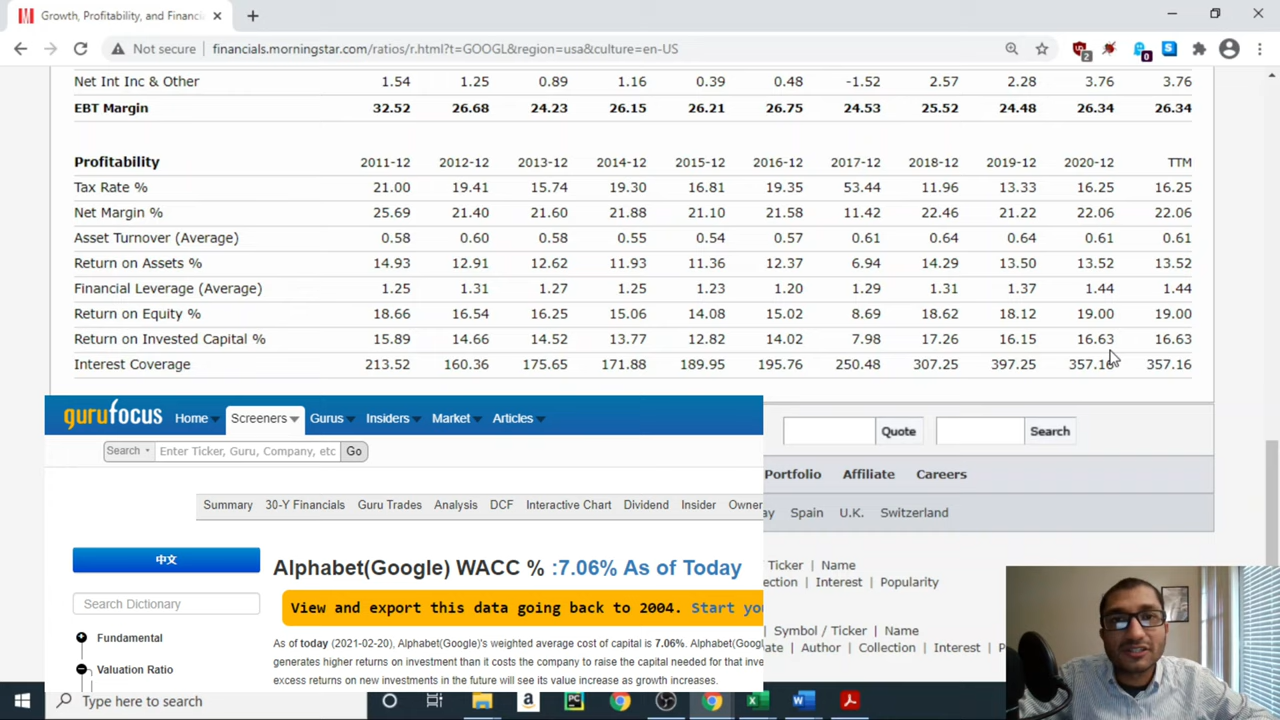 Growth, Profitability, and Financi
Not secure
financials.morningstar.com/ratios/r.html?t=GOOGL&region=usa&culture=en-US
2
0
Net Int Inc & Other 1.54 1.25 0.89 1.16 0.39 0.48 -1.52 2.57 2.28 3.76 3.76
EBT Margin 32.52 26.68 24.23 26.15 26.21 26.75 24.53 25.52 24.48 26.34 26.34
Profitability 2011-12 2012-12 2013-12 2014-12 2015-12 2016-12 2017-12 2018-12 2019-12 2020-12 TTM
Tax Rate % 21.00 19.41 15.74 19.30 16.81 19.35 53.44 11.96 13.33 16.25 16.25
Net Margin % 25.69 21.40 21.60 21.88 21.10 21.58 11.42 22.46 21.22 22.06 22.06
Asset Turnover (Average) 0.58 0.60 0.58 0.55 0.54 0.57 0.61 0.64 0.64 0.61 0.61
Return on Assets % 14.93 12.91 12.62 11.93 11.36 12.37 6.94 14.29 13.50 13.52 13.52
Financial Leverage (Average) 1.25 1.31 1.27 1.25 1.23 1.20 1.29 1.31 1.37 1.44 1.44
Return on Equity % 18.66 16.54 16.25 15.06 14.08 15.02 8.69 18.62 18.12 19.00 19.00
Return on Invested Capital % 15.89 14.66 14.52 13.77 12.82 14.02 7.98 17.26 16.15 16.63 16.63
Interest Coverage 213.52 160.36 175.65 171.88 189.95 195.76 250.48 307.25 397.25 357.16 357.16
gurufocus Home Screeners Gurus Insiders Market Articles
Search Enter Ticker, Guru, Company, etc Go
Summary 30-Y Financials Guru Trades Analysis DCF Interactive Chart Dividend Insider Owner
中文
Search Dictionary
Fundamental
Valuation Ratio
Alphabet(Google) WACC % :7.06% As of Today
View and export this data going back to 2004. Start yo
As of today (2021-02-20), Alphabet(Google)'s weighted average cost of capital is 7.06%. Alphabet(Goog
generates higher returns on investment than it costs the company to raise the capital needed for that inve
excess returns on new investments in the future will see its value increase as growth increases.
Quote Search
Portfolio Affiliate Careers
ay Spain U.K. Switzerland
Ticker | Name
ection | Interest | Popularity
Symbol / Ticker | Name
ate | Author | Collection | Interest | P
Type here to search